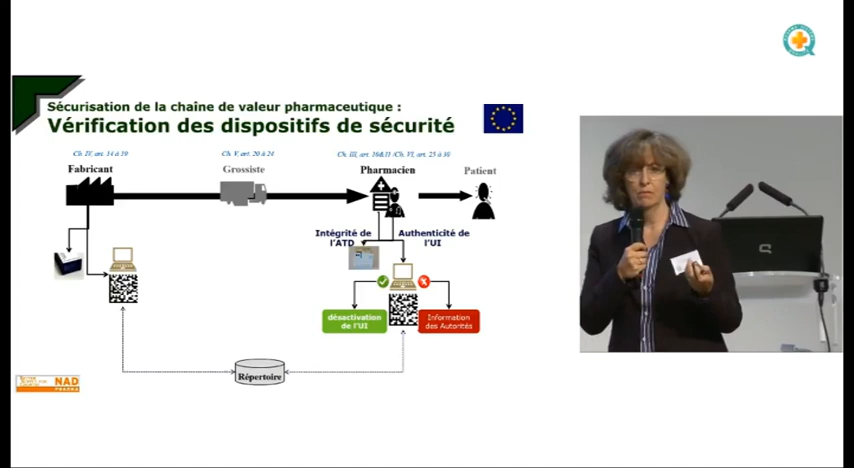 Sécurisation de la chaîne de valeur pharmaceutique :
Vérification des dispositifs de sécurité
Ch. IV, art. 14 à 19
Ch. V, art. 20 à 24
Ch. III, art. 10&11 /Ch. VI, art. 25 à 30
Fabricant
Grossiste
Pharmacien
Patient
Intégrité de
l'ATD
Authenticité de
l'UI
désactivation
de l'UI
Information
des Autorités
Répertoire
NAD
PHARMA